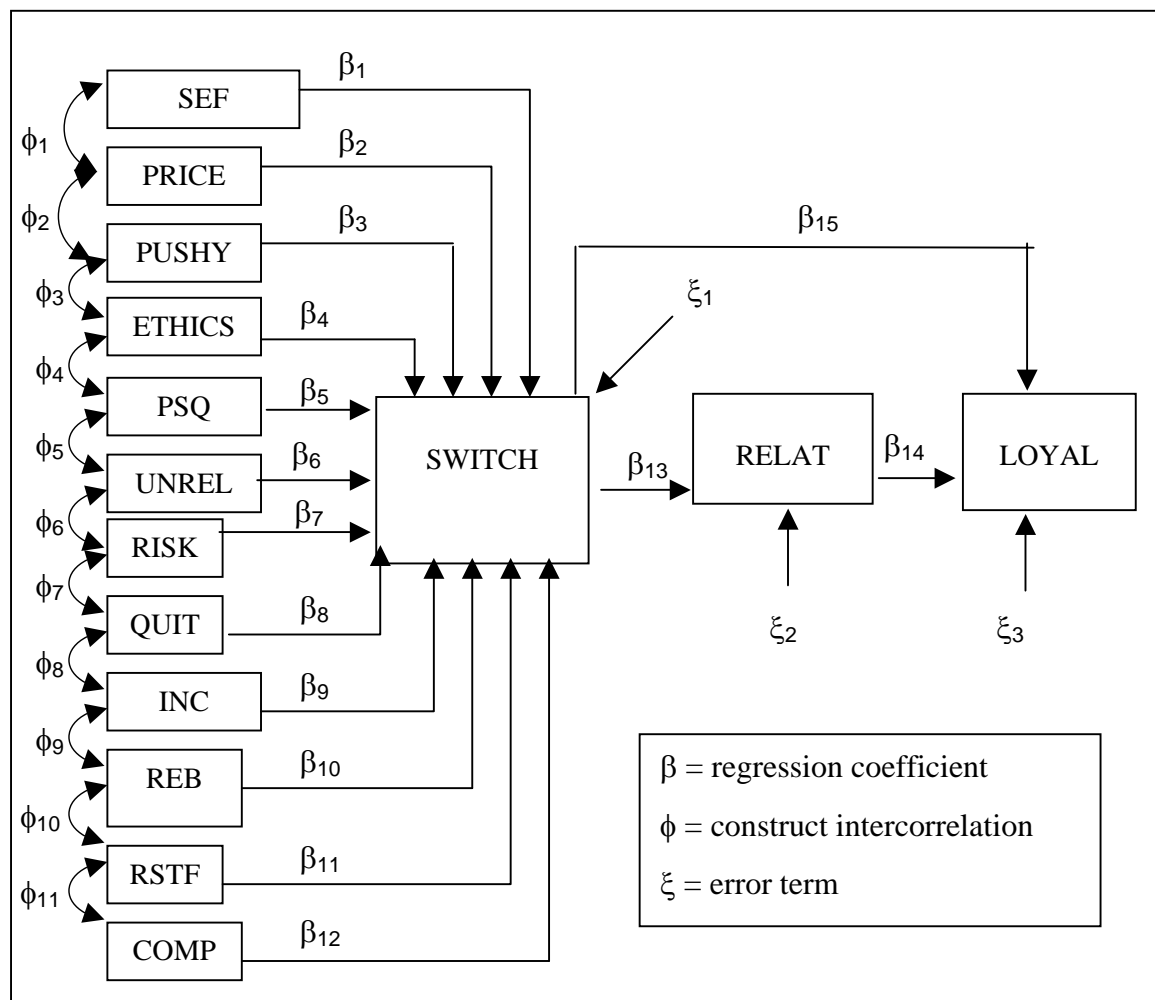 β1
SEF
ϕ1
β2
PRICE
ϕ2
β3
β15
PUSHY
ϕ3
ξ1
β4
ETHICS
ϕ4
β5
PSQ
ϕ5
β6
SWITCH
RELAT
β14
LOYAL
β13
UNREL
ϕ6
β7
RISK
ϕ7
β8
QUIT
ξ2
ξ3
ϕ8
β9
INC
ϕ9
β10
REB
β = regression coefficient
ϕ10
ϕ = construct intercorrelation
β11
RSTF
ξ = error term
ϕ11
β12
COMP